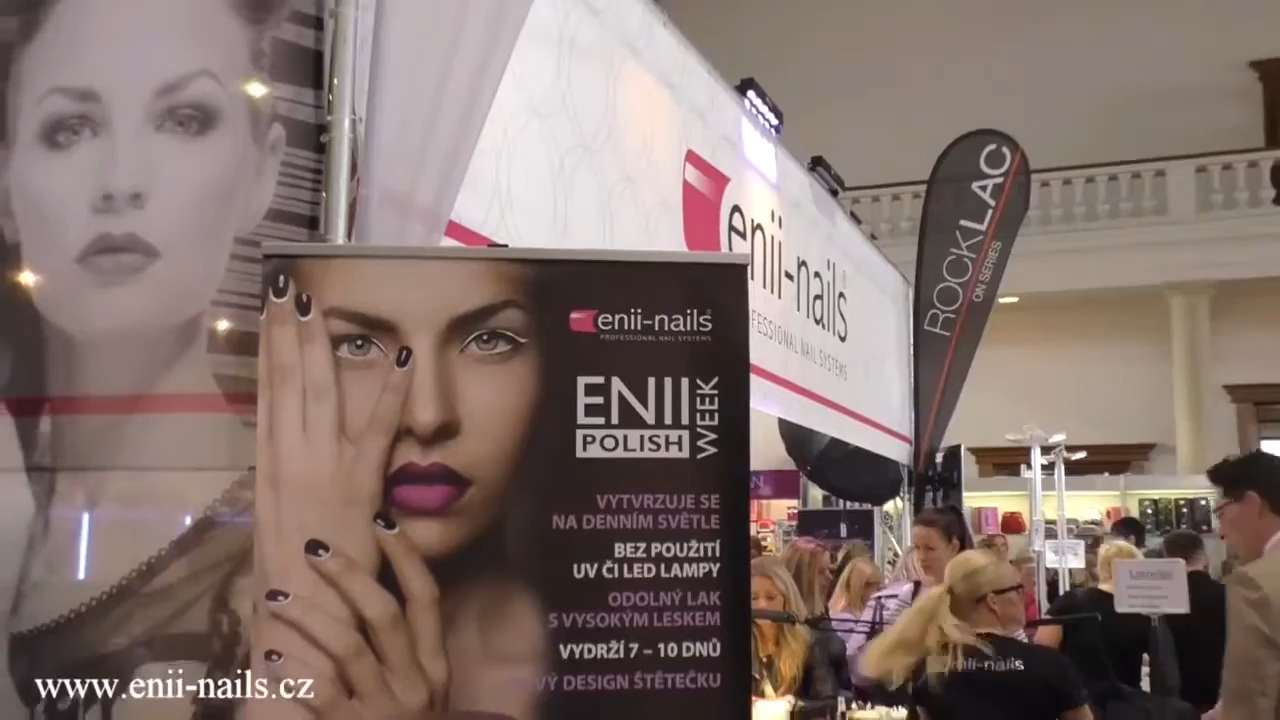 enii-nails
PROFESSIONAL NAIL SYSTEMS
ENII
POLISH
WEEK
VYTVRZUJE SE
NA DENNÍM SVĚTLE
BEZ POUŽITÍ
UV ČI LED LAMPY
ODOLNÝ LAK
S VYSOKÝM LESKEM
VYDRŽÍ 7 – 10 DNŮ
DESIGN ŠTĚTEČKU
enii-nails
NAIL SYSTEMS
ROCKLAC
ON SERIES
enii-nails
www.enii-nails.cz